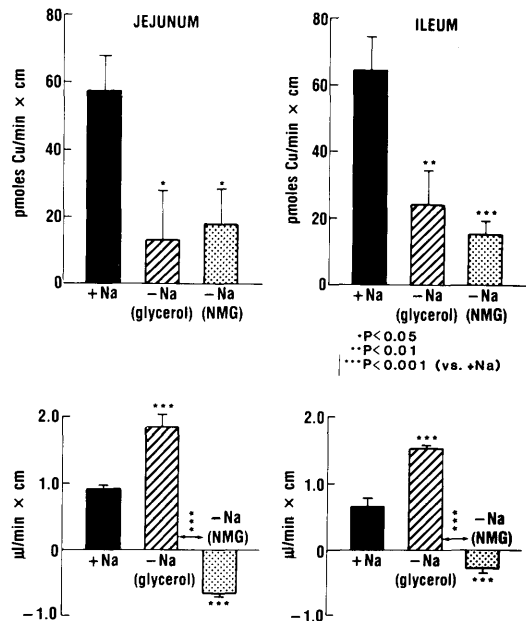 JEJUNUM
pmoles Cu/min × cm
80
60
40
20
0
*
*
+Na
−Na
(glycerol)
−Na
(NMG)
ILEUM
pmoles Cu/min × cm
80
60
40
20
0
**
***
+Na
−Na
(glycerol)
−Na
(NMG)
*P<0.05
**P<0.01
***P<0.001 (vs. +Na)
μl/min × cm
2.0
1.0
0
−1.0
***
***
−Na
(NMG)
+Na
−Na
(glycerol)
***
μl/min × cm
2.0
1.0
0
−1.0
***
***
−Na
(NMG)
+Na
−Na
(glycerol)
***